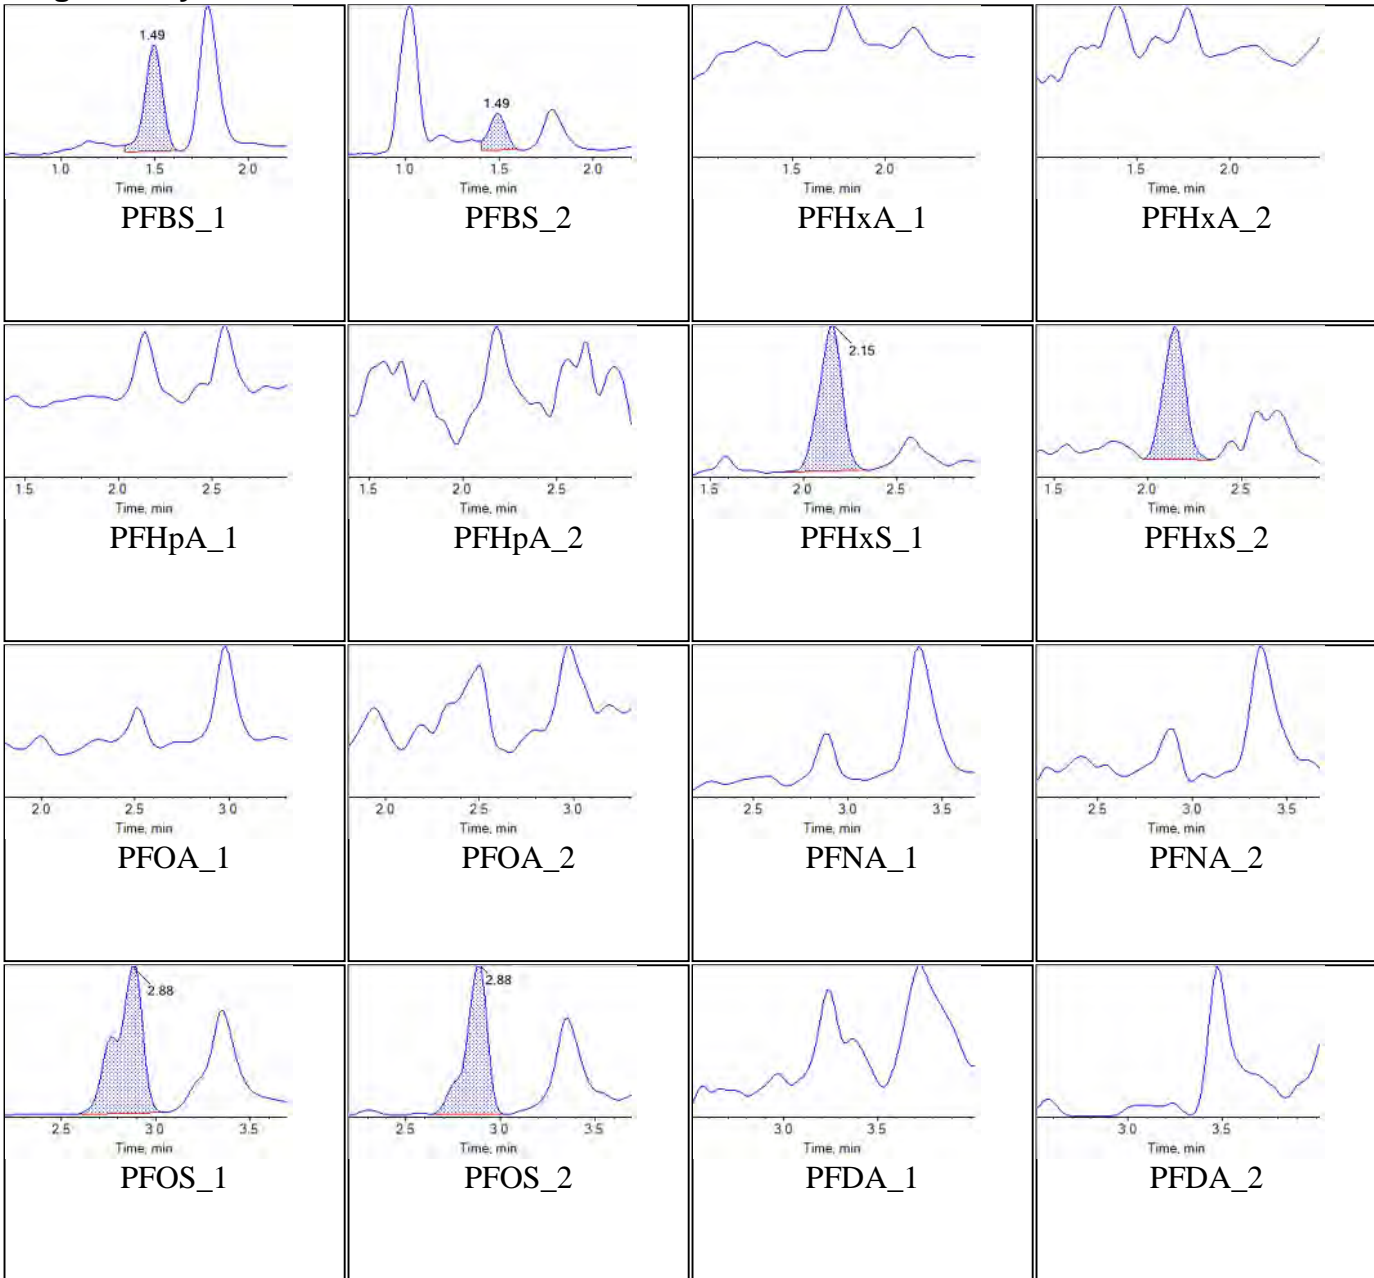 1.49
1.0 1.5 2.0
Time, min
PFBS_1
1.49
1.0 1.5 2.0
Time, min
PFBS_2
1.5 2.0
Time, min
PFHxA_1
1.5 2.0
Time, min
PFHxA_2
1.5 2.0 2.5
Time, min
PFHpA_1
1.5 2.0 2.5
Time, min
PFHpA_2
2.15
1.5 2.0 2.5
Time, min
PFHxS_1
1.5 2.0 2.5
Time, min
PFHxS_2
2.0 2.5 3.0
Time, min
PFOA_1
2.0 2.5 3.0
Time, min
PFOA_2
2.5 3.0 3.5
Time, min
PFNA_1
2.5 3.0 3.5
Time, min
PFNA_2
2.88
2.5 3.0 3.5
Time, min
PFOS_1
2.88
2.5 3.0 3.5
Time, min
PFOS_2
3.0 3.5
Time, min
PFDA_1
3.0 3.5
Time, min
PFDA_2